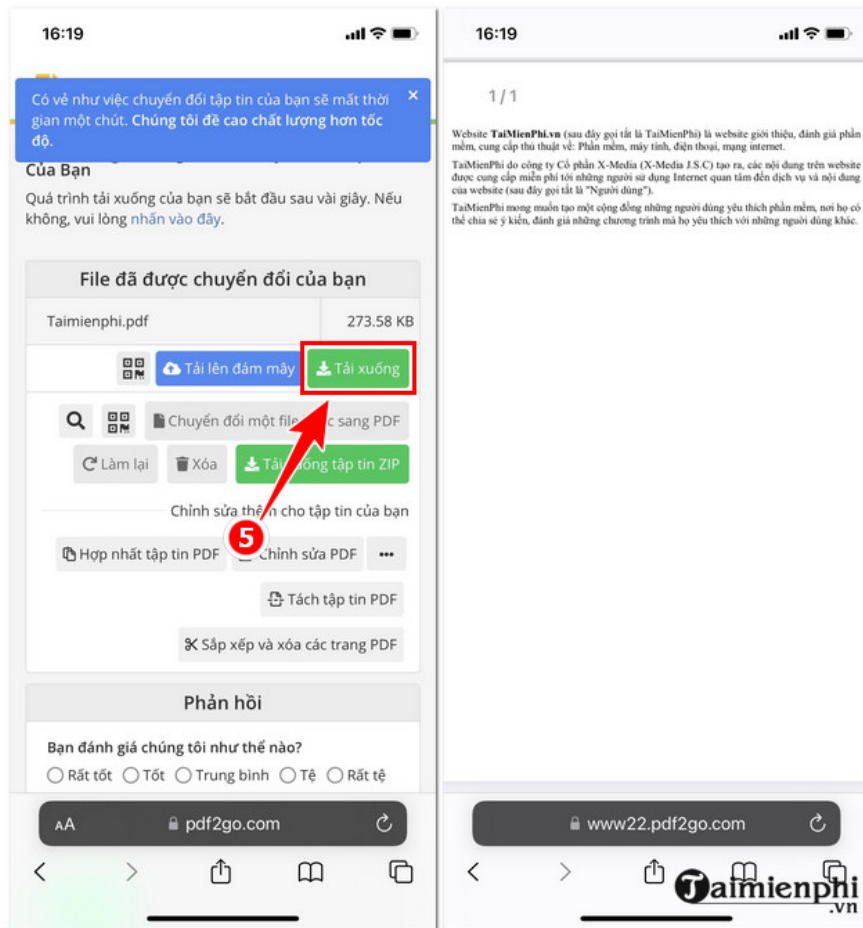 16:19
Có vẻ như việc chuyển đổi tập tin của bạn sẽ mất thời
gian một chút. Chúng tôi đề cao chất lượng hơn tốc
độ.
Của Bạn
Quá trình tải xuống của bạn sẽ bắt đầu sau vài giây. Nếu
không, vui lòng nhấn vào đây.
File đã được chuyển đổi của bạn
Taimienphi.pdf 273.58 KB
Tải lên đám mây Tải xuống
Chuyển đổi một file sang PDF
Làm lại Xóa Tải tập tin ZIP
Chỉnh sửa thêm cho tập tin của bạn
5
Hợp nhất tập tin PDF Chỉnh sửa PDF •••
Tách tập tin PDF
Sắp xếp và xóa các trang PDF
Phản hồi
Bạn đánh giá chúng tôi như thế nào?
Rất tốt Tốt Trung bình Tệ Rất tệ
AA pdf2go.com
16:19
1/1
Website TaiMienPhi.vn (sau đây gọi tắt là TaiMienPhi) là website giới thiệu, đánh giá phần
mềm, cung cấp thủ thuật về: Phần mềm, máy tính, điện thoại, mạng internet.
TaiMienPhi do công ty Cổ phần X-Media (X-Media J.S.C) tạo ra, các nội dung trên website
được cung cấp miễn phí tới những người sử dụng Internet quan tâm đến dịch vụ và nội dung
của website (sau đây gọi tắt là "Người dùng").
TaiMienPhi mong muốn tạo một cộng đồng những người dùng yêu thích phần mềm, nơi họ có
thể chia sẻ ý kiến, đánh giá những chương trình mà họ yêu thích với những người dùng khác.
www22.pdf2go.com
Taimienphi
.vn